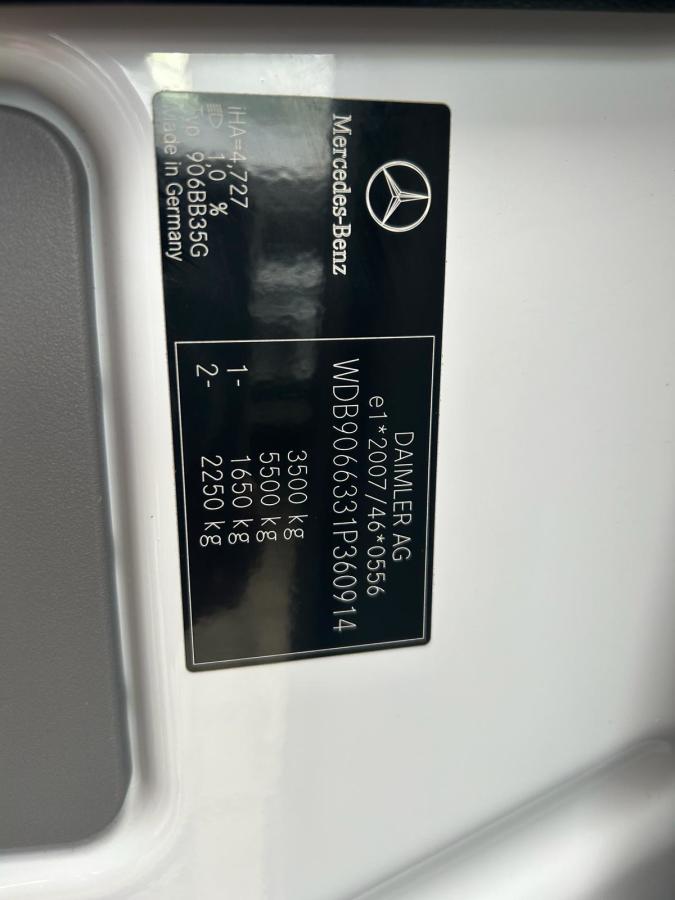 Mercedes-Benz
iHA=4,727
1,0 %
Typ 906BB35G
Made in Germany
DAIMLER AG
e1*2007/46*0556
WDB9066331P360914
3500 kg
5500 kg
1- 1650 kg
2- 2250 kg